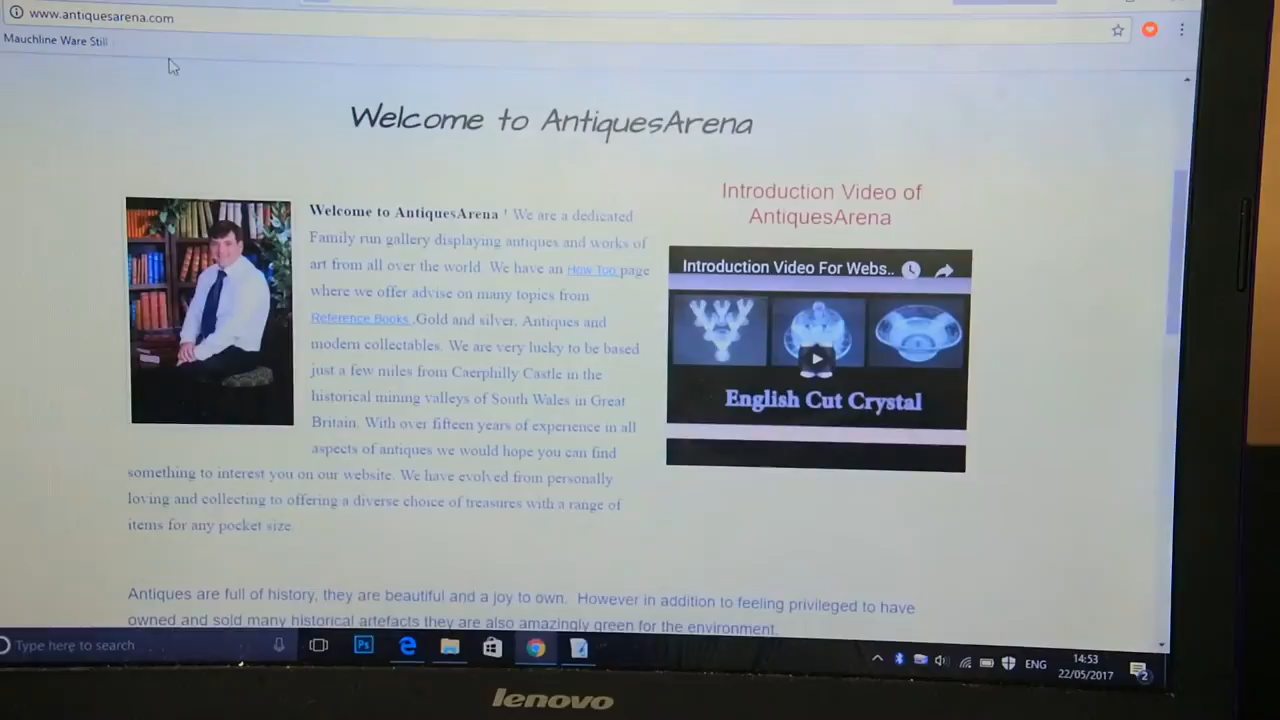 www.antiquesarena.com
Mauchline Ware Still
Welcome to AntiquesArena
Introduction Video of
AntiquesArena
Welcome to AntiquesArena ! We are a dedicated
Family run gallery displaying antiques and works of
art from all over the world. We have an How Too page
where we offer advise on many topics from
Reference Books ,Gold and silver, Antiques and
modern collectables. We are very lucky to be based
just a few miles from Caerphilly Castle in the
historical mining valleys of South Wales in Great
Britain. With over fifteen years of experience in all
aspects of antiques we would hope you can find
something to interest you on our website. We have evolved from personally
loving and collecting to offering a diverse choice of treasures with a range of
items for any pocket size.
Introduction Video For Webs..
English Cut Crystal
Antiques are full of history, they are beautiful and a joy to own. However in addition to feeling privileged to have
owned and sold many historical artefacts they are also amazingly green for the environment.
Type here to search
Ps
ENG
14:53
22/05/2017
2
lenovo